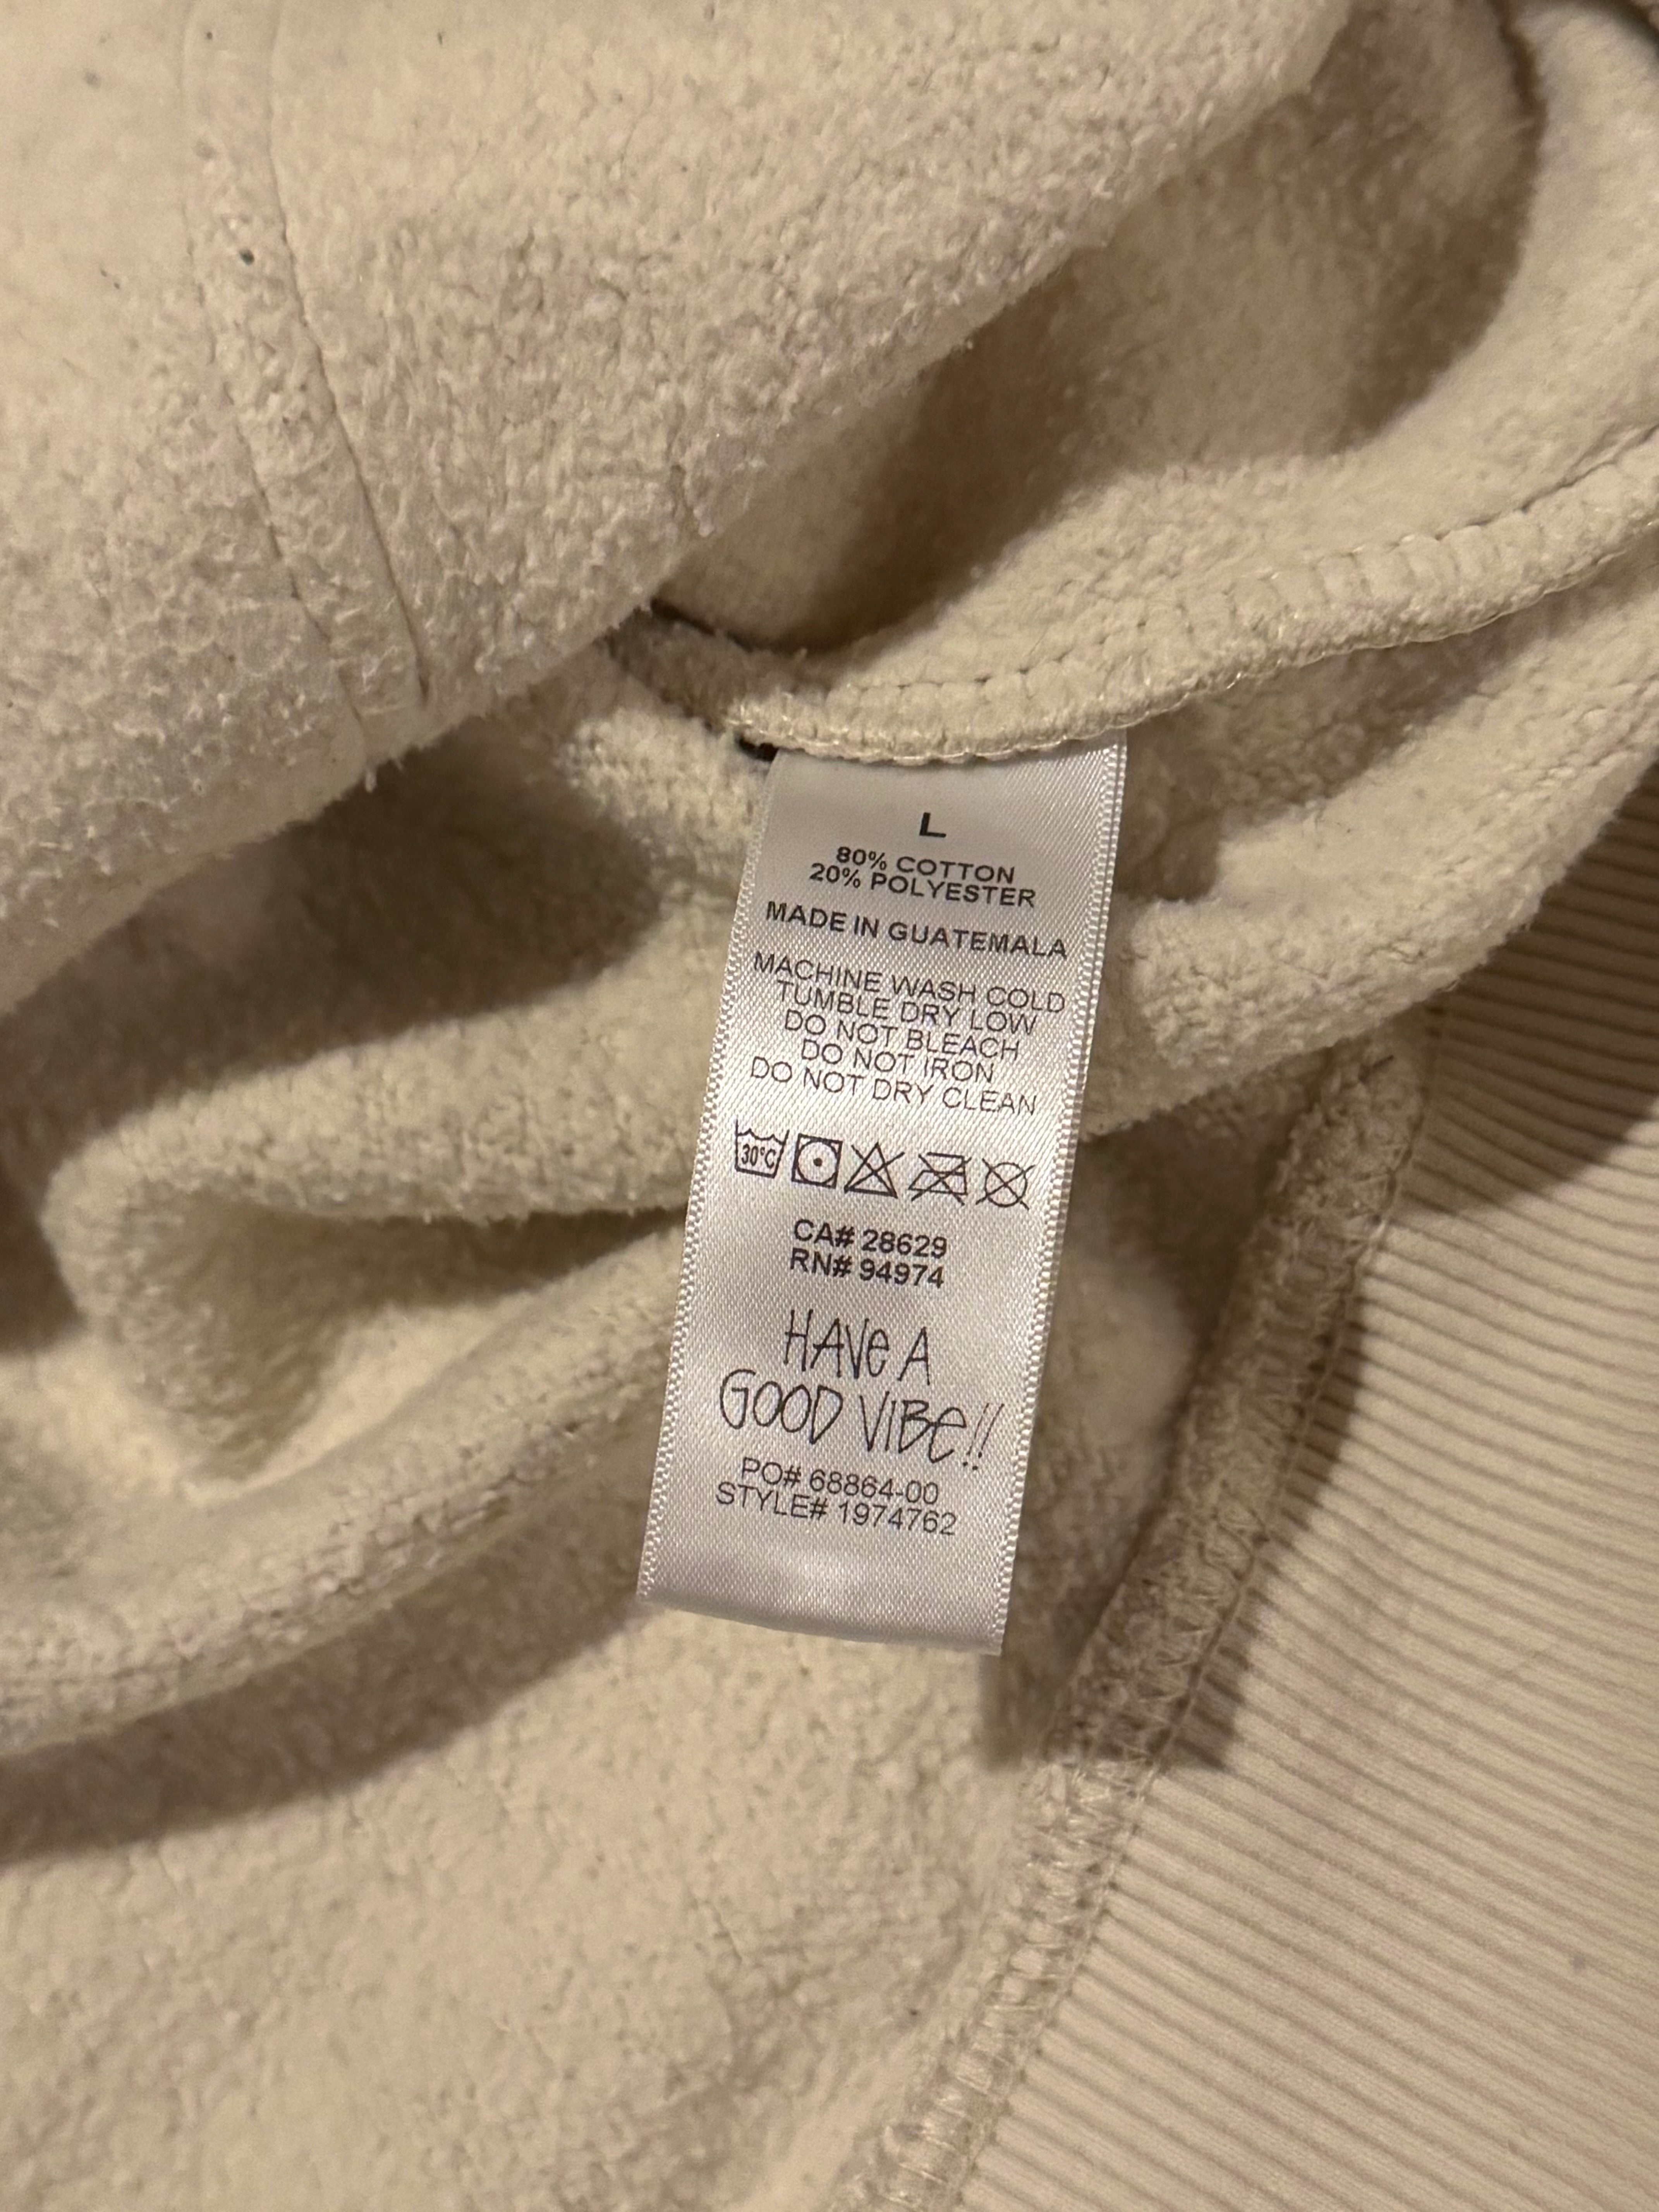 L
80% COTTON
20% POLYESTER
MADE IN GUATEMALA
MACHINE WASH COLD
TUMBLE DRY LOW
DO NOT BLEACH
DO NOT IRON
DO NOT DRY CLEAN
30°C
CA# 28629
RN# 94974
HAVe A
GOOD VIBe!!
PO# 68864-00
STYLE# 1974762